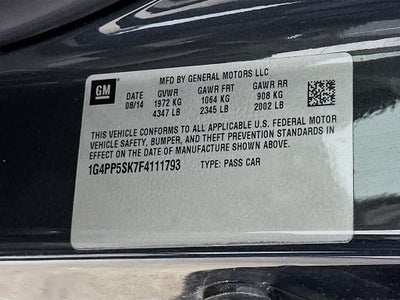 MFD BY GENERAL MOTORS LLC
GM
DATE GVWR GAWR FRT GAWR RR
08/14 1972 KG 1064 KG 908 KG
4347 LB 2345 LB 2002 LB
THIS VEHICLE CONFORMS TO ALL APPLICABLE U.S. FEDERAL MOTOR
VEHICLE SAFETY, BUMPER, AND THEFT PREVENTION STANDARDS IN
EFFECT ON THE DATE OF MANUFACTURE SHOWN ABOVE.
1G4PP5SK7F4111793 TYPE: PASS CAR